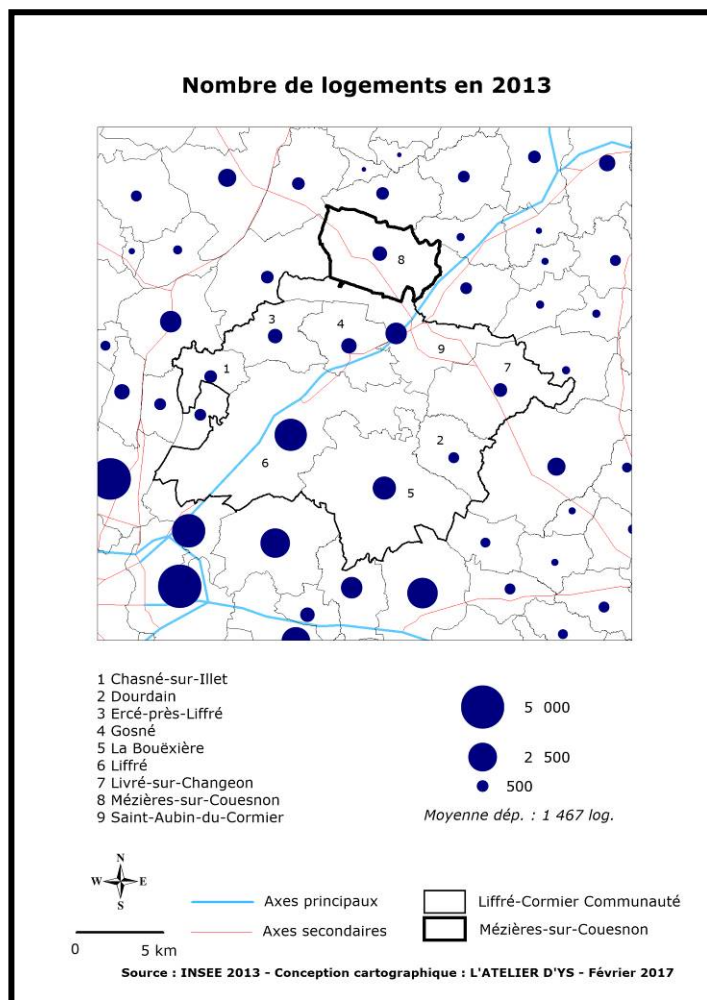 Nombre de logements en 2013
8
3
4
9
1
7
2
6
5
1 Chasné-sur-Illet
2 Dourdain
3 Ercé-près-Liffré
4 Gosné
5 La Bouëxière
6 Liffré
7 Livré-sur-Changeon
8 Mézières-sur-Couesnon
9 Saint-Aubin-du-Cormier
5 000
2 500
500
Moyenne dép. : 1 467 log.
N
W E
S
0 5 km
Axes principaux
Axes secondaires
Liffré-Cormier Communauté
Mézières-sur-Couesnon
Source : INSEE 2013 - Conception cartographique : L'ATELIER D'YS - Février 2017